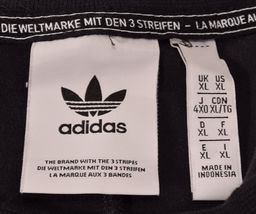 DIE WELTMARKE MIT DEN 3 STREIFEN - LA MARQUE AUX
adidas
THE BRAND WITH THE 3 STRIPES
DIE WELTMARKE MIT DEN 3 STREIFEN
LA MARQUE AUX 3 BANDES
UK US
XL XL
J CDN
4XO XL/TG
D F
XL XL
E I
XL XL
MADE IN
INDONESIA